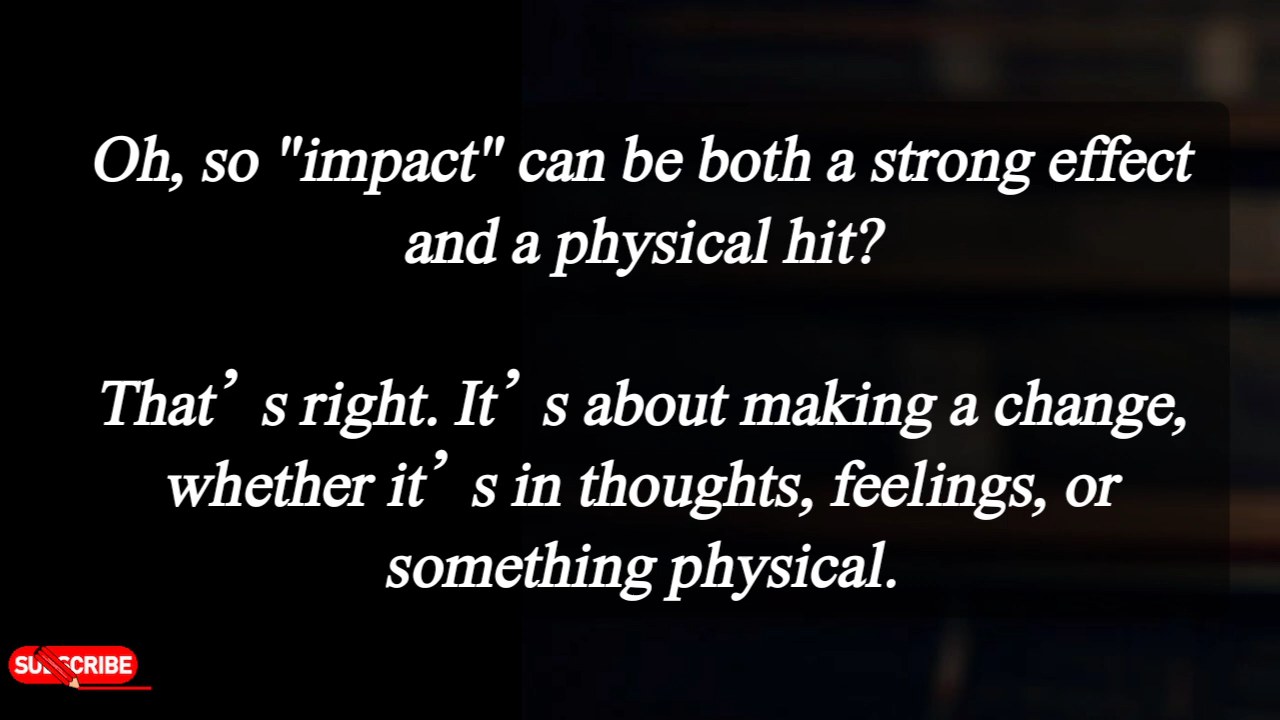 Oh, so "impact" can be both a strong effect
and a physical hit?
That’s right. It’s about making a change,
whether it’s in thoughts, feelings, or
something physical.
SUBSCRIBE